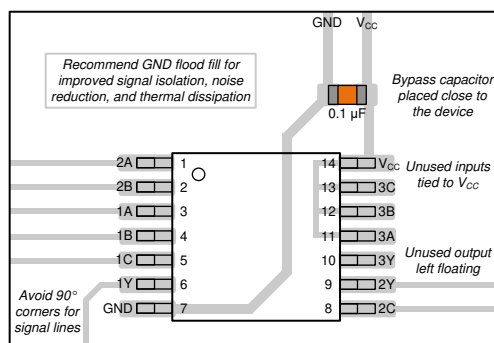 GND VCC
Recommend GND flood fill for
improved signal isolation, noise
reduction, and thermal dissipation
Bypass capacitor
placed close to
the device
0.1 µF
2A 1 14 VCC
Unused inputs
tied to VCC
2B 2 13 3C
1A 3 12 3B
1B 4 11 3A
1C 5 10 3Y
Unused output
left floating
1Y 6 9 2Y
GND 7 8 2C
Avoid 90°
corners for
signal lines